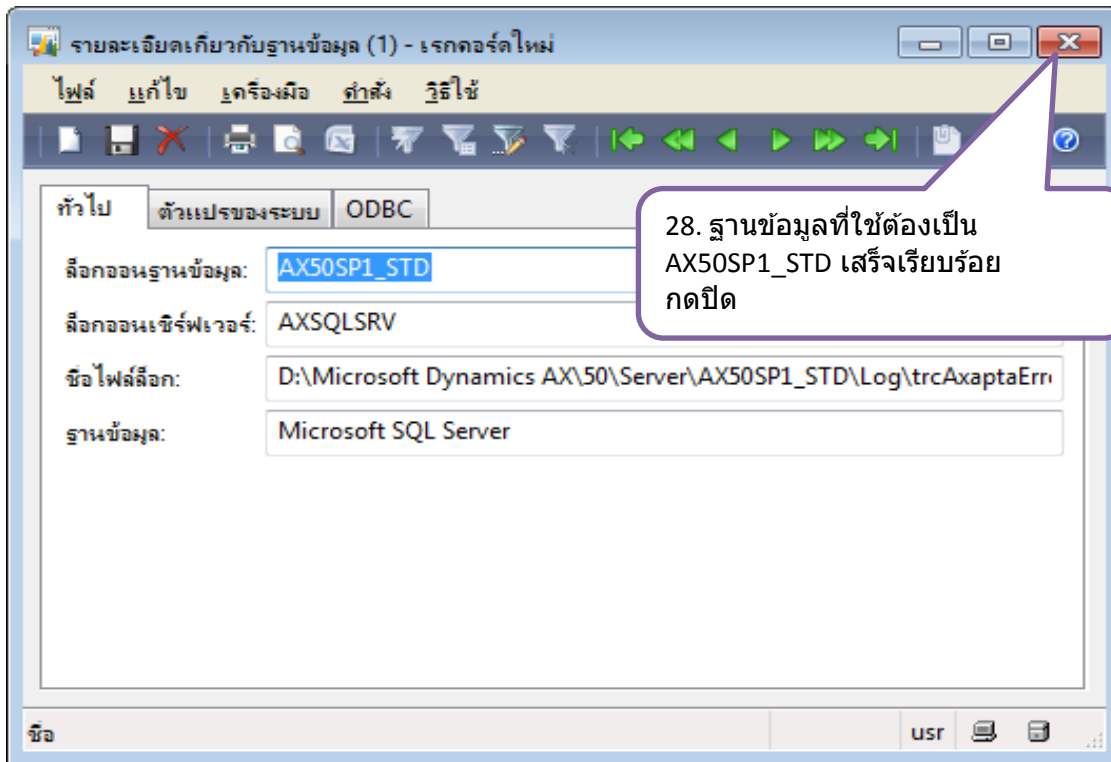 รายละเอียดเกี่ยวกับฐานข้อมูล (1) - เรกคอร์ดใหม่
ไฟล์ แก้ไข เครื่องมือ คำสั่ง วิธีใช้
ทั่วไป ตัวแปรของระบบ ODBC
ล็อกออนฐานข้อมูล: AX50SP1_STD
ล็อกออนเซิร์ฟเวอร์: AXSQLSRV
ชื่อไฟล์ล็อก: D:\Microsoft Dynamics AX\50\Server\AX50SP1_STD\Log\trcAxaptaErr
ฐานข้อมูล: Microsoft SQL Server
28. ฐานข้อมูลที่ใช้ต้องเป็น
AX50SP1_STD เสร็จเรียบร้อย
กดปิด
ชื่อ usr